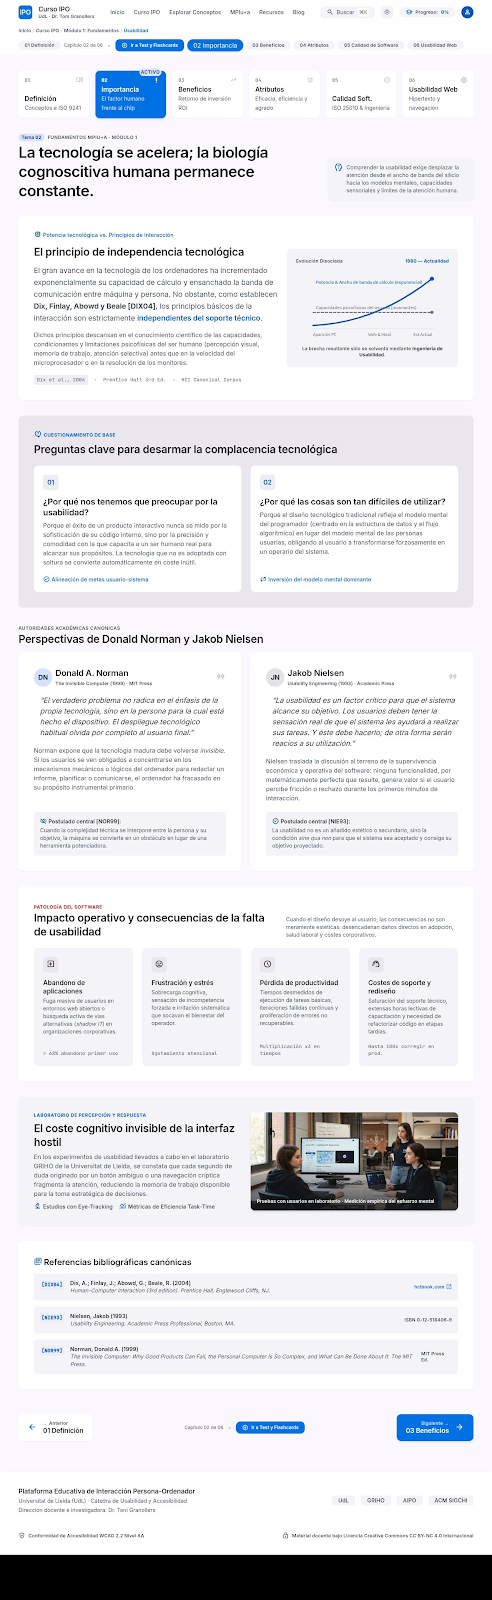 IPO
Curso IPO
UdL · Dr. Toni Granollers
Inicio
Curso IPO
Explorar Conceptos
MPIu+a
Recursos
Blog
Buscar
⌘K
Progreso: 0%
Inicio / Curso IPO / Módulo 1: Fundamentos / Usabilidad
01 Definición
Capítulo 02 de 06
Ir a Test y Flashcards
02 Importancia
03 Beneficios
04 Atributos
05 Calidad de Software
06 Usabilidad Web
01
Definición
Conceptos e ISO 9241
ACTIVO
02
Importancia
El factor humano
frente al chip
03
Beneficios
Retorno de inversión
ROI
04
Atributos
Eficacia, eficiencia y
agrado
05
Calidad Soft.
ISO 25010 & Ingeniería
06
Usabilidad Web
Hipertexto y
navegación
Tema 02
FUNDAMENTOS MPIU+A · MÓDULO 1
La tecnología se acelera; la biología
cognoscitiva humana permanece
constante.
Comprender la usabilidad exige desplazar la
atención desde el ancho de banda del silicio
hacia los modelos mentales, capacidades
sensoriales y límites de la atención humana.
Potencia tecnológica vs. Principios de interacción
El principio de independencia tecnológica
El gran avance en la tecnología de los ordenadores ha incrementado
exponencialmente su capacidad de cálculo y ensanchado la banda de
comunicación entre máquina y persona. No obstante, como establecen
Dix, Finlay, Abowd y Beale [DIX04], los principios básicos de la
interacción son estrictamente independientes del soporte técnico.
Dichos principios descansan en el conocimiento científico de las capacidades,
condicionantes y limitaciones psicofísicas del ser humano (percepción visual,
memoria de trabajo, atención selectiva) antes que en la velocidad del
microprocesador o en la resolución de los monitores.
Dix et al., 2004 · Prentice Hall 3rd Ed. · HCI Canonical Corpus
Evolución Disociada
1980 — Actualidad
Potencia & Ancho de banda de cálculo (exponencial)
Capacidades psicofísicas del usuario (invariantes)
Aparición PC
Web & Móvil
Era Actual
La brecha resultante sólo se solventa mediante Ingeniería de
Usabilidad.
CUESTIONAMIENTO DE BASE
Preguntas clave para desarmar la complacencia tecnológica
01
¿Por qué nos tenemos que preocupar por la
usabilidad?
Porque el éxito de un producto interactivo nunca se mide por la
sofisticación de su código interno, sino por la precisión y
comodidad con la que capacita a un ser humano real para
alcanzar sus propósitos. La tecnología que no es adoptada con
soltura se convierte automáticamente en coste inútil.
Alineación de metas usuario-sistema
02
¿Por qué las cosas son tan difíciles de utilizar?
Porque el diseño tecnológico tradicional refleja el modelo mental
del programador (centrado en la estructura de datos y el flujo
algorítmico) en lugar del modelo mental de las personas
usuarias, obligando al usuario a transformarse forzosamente en
un operario del sistema.
Inversión del modelo mental dominante
AUTORIDADES ACADÉMICAS CANÓNICAS
Perspectivas de Donald Norman y Jakob Nielsen
DN
Donald A. Norman
The Invisible Computer (1999) · MIT Press
"El verdadero problema no radica en el énfasis de la
propia tecnología, sino en la persona para la cual está
hecho el dispositivo. El despliegue tecnológico
habitual olvida por completo al usuario final."
Norman expone que la tecnología madura debe volverse invisible.
Si los usuarios se ven obligados a concentrarse en los
mecanismos mecánicos o lógicos del ordenador para redactar un
informe, planificar o comunicarse, el ordenador ha fracasado en
su propósito instrumental primario.
Postulado central [NOR99]:
Cuando la complejidad técnica se interpone entre la persona y su
objetivo, la máquina se convierte en un obstáculo en lugar de una
herramienta potenciadora.
JN
Jakob Nielsen
Usability Engineering (1993) · Academic Press
"La usabilidad es un factor crítico para que el sistema
alcance su objetivo. Los usuarios deben tener la
sensación real de que el sistema les ayudará a realizar
sus tareas. Y éste debe hacerlo; de otra forma serán
reacios a su utilización."
Nielsen traslada la discusión al terreno de la supervivencia
económica y operativa del software: ninguna funcionalidad, por
matemáticamente perfecta que resulte, genera valor si el usuario
percibe fricción o rechazo durante los primeros minutos de
interacción.
Postulado central [NIE93]:
La usabilidad no es un añadido estético o secundario, sino la
condición sine qua non para que el sistema sea aceptado y consiga su
objetivo proyectado.
PATOLOGÍA DEL SOFTWARE
Impacto operativo y consecuencias de la falta
de usabilidad
Cuando el diseño desoye al usuario, las consecuencias no son
meramente estéticas: desencadenan daños directos en adopción,
salud laboral y costes corporativos.
Abandono de
aplicaciones
Fuga masiva de usuarios en
entornos web abiertos o
búsqueda activa de vías
alternativas (shadow IT) en
organizaciones corporativas.
> 60% abandono primer uso
Frustración y estrés
Sobrecarga cognitiva,
sensación de incompetencia
forzada e irritación sistemática
que socavan el bienestar del
operador.
Agotamiento atencional
Pérdida de productividad
Tiempos desmedidos de
ejecución de tareas básicas,
iteraciones fallidas continuas y
proliferación de errores no
recuperables.
Multiplicación x3 en
tiempos
Costes de soporte y
rediseño
Saturación del soporte técnico,
extensas horas lectivas de
capacitación y necesidad de
refactorizar código en etapas
tardías.
Hasta 100x corregir en
prod.
LABORATORIO DE PERCEPCIÓN Y RESPUESTA
El coste cognitivo invisible de la interfaz
hostil
En los experimentos de usabilidad llevados a cabo en el laboratorio
GRIHO de la Universitat de Lleida, se constata que cada segundo de
duda originado por un botón ambiguo o una navegación críptica
fragmenta la atención, reduciendo la memoria de trabajo disponible
para la toma estratégica de decisiones.
Estudios con Eye-Tracking
Métricas de Eficiencia Task-Time
Pruebas con usuarios en laboratorio · Medición empírica del esfuerzo mental
Referencias bibliográficas canónicas
[DIX04]
Dix, A.; Finlay, J.; Abowd, G.; Beale, R. (2004)
Human-Computer Interaction (3rd edition). Prentice Hall, Englewood Cliffs, NJ.
hcibook.com
[NIE93]
Nielsen, Jakob (1993)
Usability Engineering. Academic Press Professional, Boston, MA.
ISBN 0-12-518406-9
[NOR99]
Norman, Donald A. (1999)
The Invisible Computer: Why Good Products Can Fail, the Personal Computer Is So Complex, and What Can Be Done About It. The MIT
Press.
MIT Press
Ed.
← Anterior
01 Definición
Capítulo 02 de 06
Ir a Test y Flashcards
Siguiente →
03 Beneficios
Plataforma Educativa de Interacción Persona-Ordenador
Universitat de Lleida (UdL) · Cátedra de Usabilidad y Accesibilidad
Dirección docente e investigadora: Dr. Toni Granollers
UdL
GRIHO
AIPO
ACM SIGCHI
Conformidad de Accesibilidad WCAG 2.2 Nivel AA
Material docente bajo Licencia Creative Commons CC BY-NC 4.0 Internacional